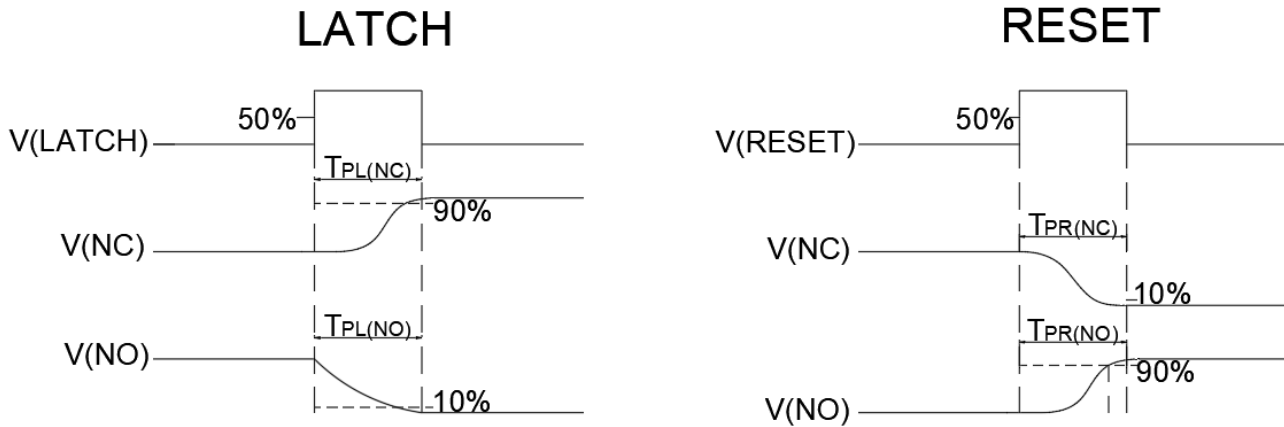 LATCH
V(LATCH)
50%
TPL(NC)
90%
V(NC)
TPL(NO)
V(NO)
10%
RESET
V(RESET)
50%
TPR(NC)
V(NC)
10%
TPR(NO)
90%
V(NO)